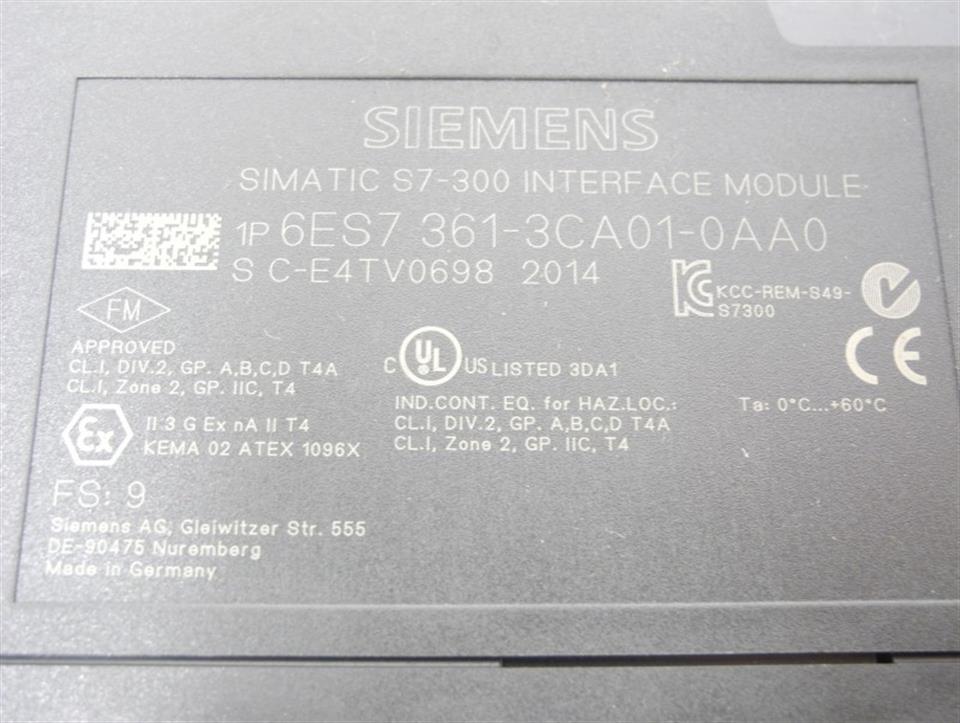 SIEMENS
SIMATIC S7-300 INTERFACE MODULE
1P 6ES7 361-3CA01-0AA0
S C-E4TV0698 2014
KCC-REM-S49-
S7300
FM
APPROVED
CL.I, DIV.2, GP. A,B,C,D T4A
CL.I, Zone 2, GP. IIC, T4
C UL US LISTED 3DA1
CE
IND.CONT. EQ. for HAZ.LOC.:
CL.I, DIV.2, GP. A,B,C,D T4A
CL.I, Zone 2, GP. IIC, T4
Ta: 0°C...+60°C
Ex II 3 G Ex nA II T4
KEMA 02 ATEX 1096X
FS: 9
Siemens AG, Gleiwitzer Str. 555
DE-90475 Nuremberg
Made in Germany